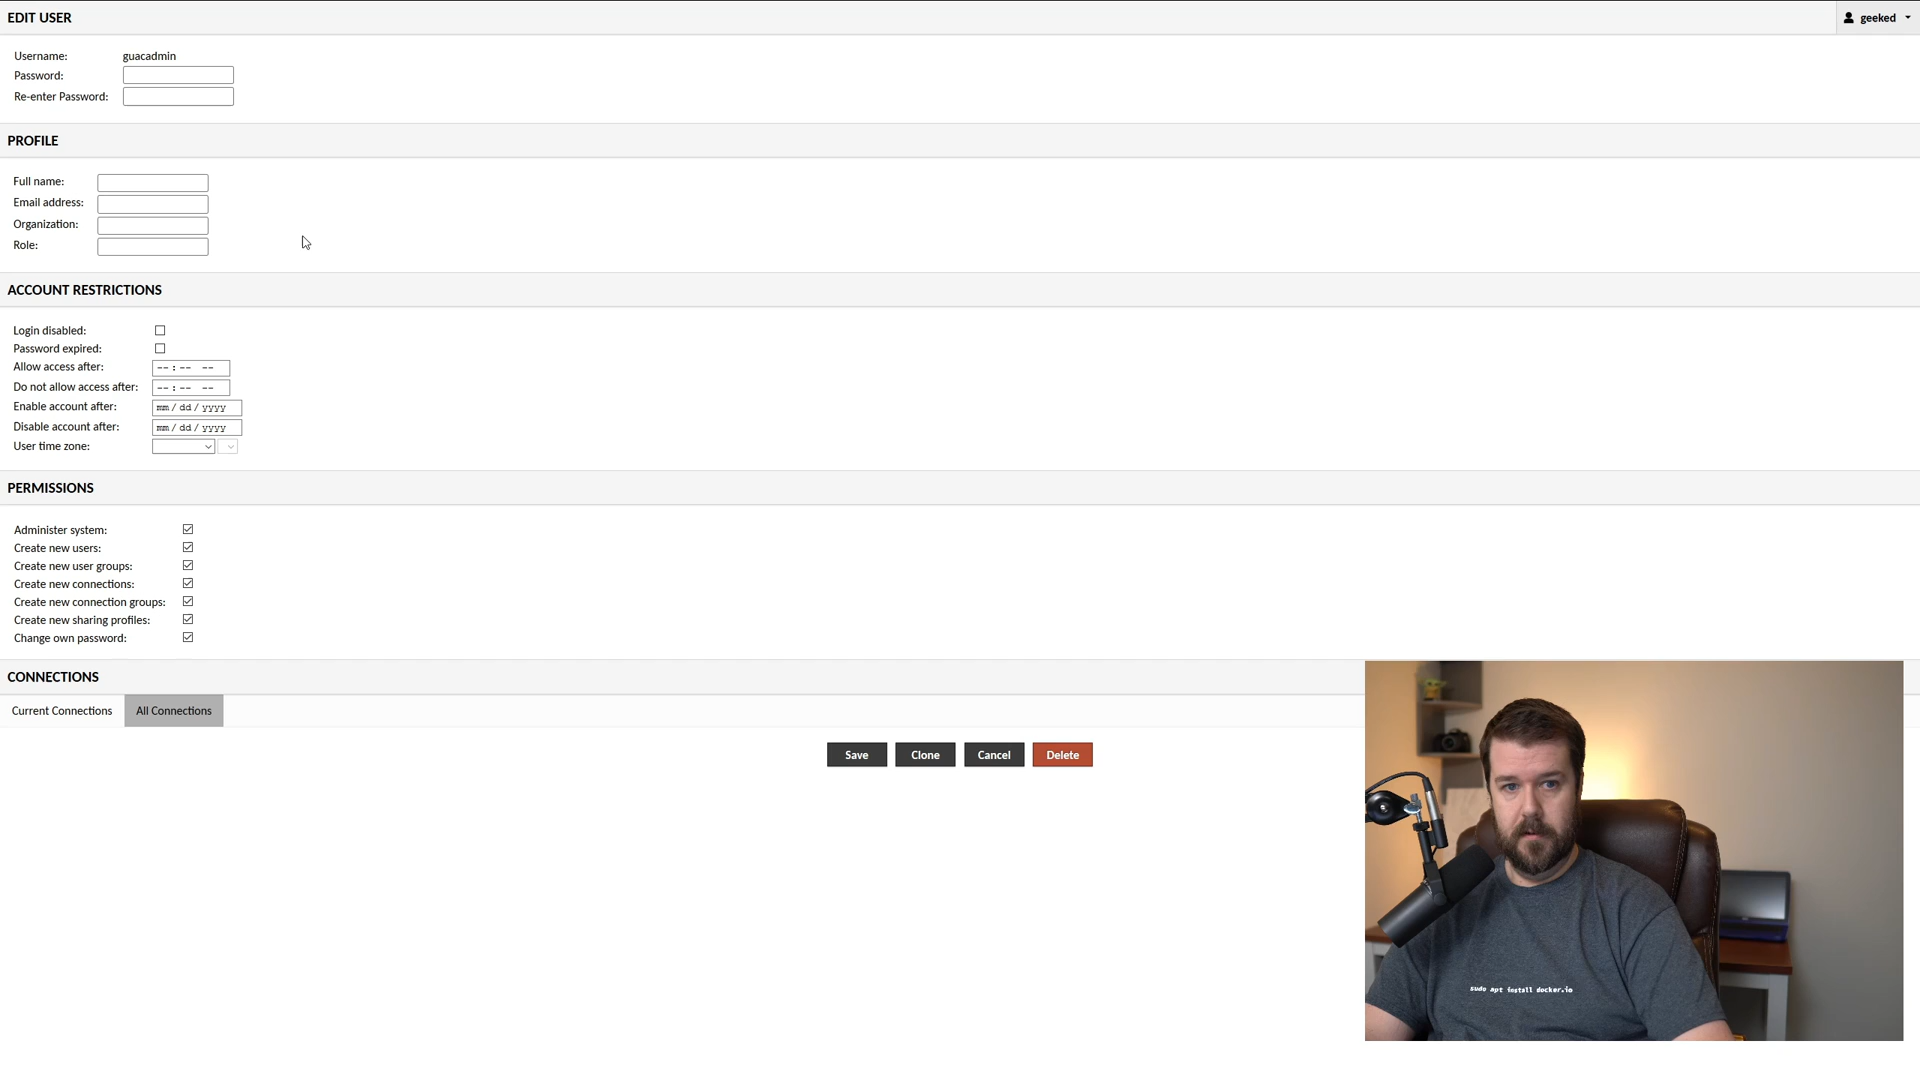 EDIT USER
geeked
Username: guacadmin
Password:
Re-enter Password:
PROFILE
Full name:
Email address:
Organization:
Role:
ACCOUNT RESTRICTIONS
Login disabled:
Password expired:
Allow access after: --:-- --
Do not allow access after: --:-- --
Enable account after: mm/dd/yyyy
Disable account after: mm/dd/yyyy
User time zone:
PERMISSIONS
Administer system:
Create new users:
Create new user groups:
Create new connections:
Create new connection groups:
Create new sharing profiles:
Change own password:
CONNECTIONS
Current Connections All Connections
Save Clone Cancel Delete
sudo apt install docker.io